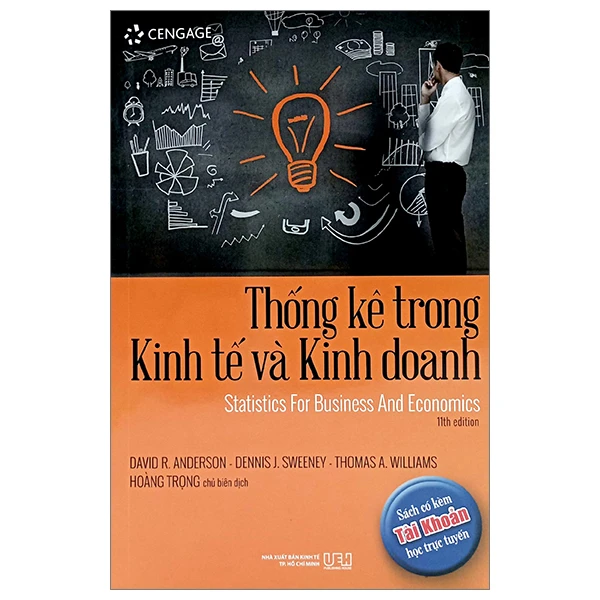 CENGAGE
Thống kê trong
Kinh tế và Kinh doanh
Statistics For Business And Economics
11th edition
DAVID R. ANDERSON - DENNIS J. SWEENEY - THOMAS A. WILLIAMS
HOÀNG TRỌNG chủ biên dịch
Sách có kèm
Tài Khoản
học trực tuyến
NHÀ XUẤT BẢN KINH TẾ
TP. HỒ CHÍ MINH
UEH
PUBLISHING HOUSE